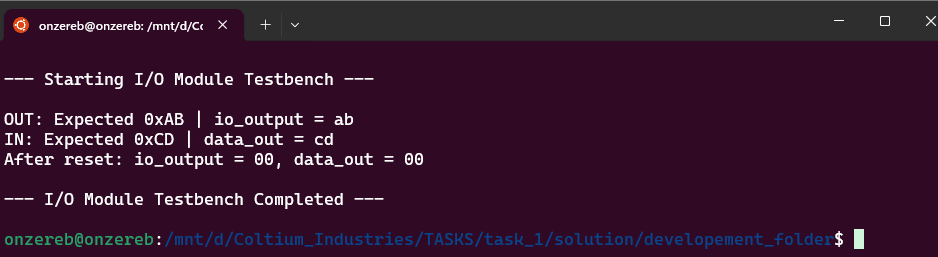 onzereb@onzereb: /mnt/d/Co
--- Starting I/O Module Testbench ---
OUT: Expected 0xAB | io_output = ab
IN: Expected 0xCD | data_out = cd
After reset: io_output = 00, data_out = 00
--- I/O Module Testbench Completed ---
onzereb@onzereb:/mnt/d/Coltium_Industries/TASKS/task_1/solution/developement_folder$